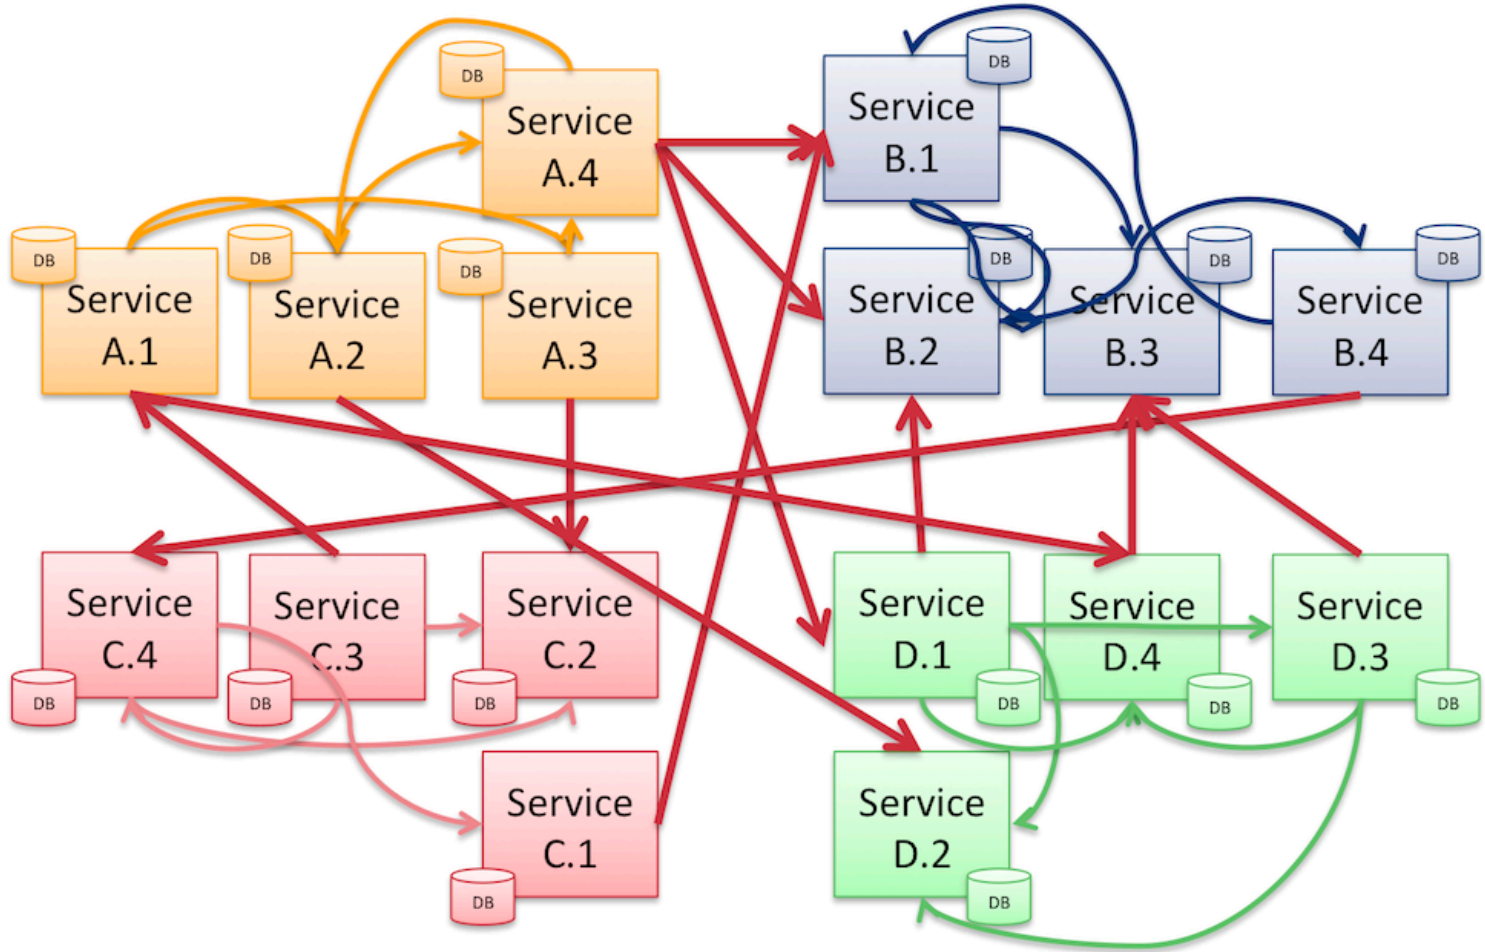 DB
Service
A.4
DB
Service
B.1
DB
Service
A.1
DB
Service
A.2
DB
Service
A.3
DB
Service
B.2
DB
Service
B.3
DB
Service
B.4
Service
C.4
DB
Service
C.3
DB
Service
C.2
DB
Service
D.1
DB
Service
D.4
DB
Service
D.3
DB
Service
C.1
DB
Service
D.2
DB